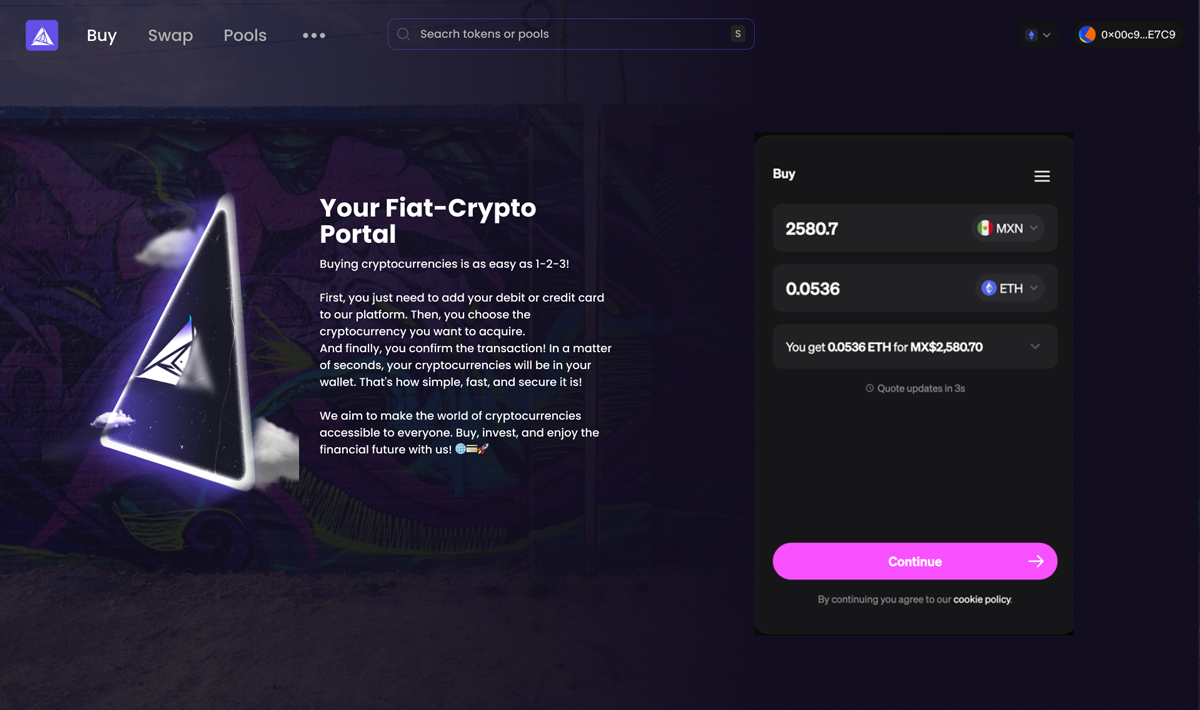 Buy
Swap
Pools
Seacrh tokens or pools
S
0×00c9...E7C9
Your Fiat-Crypto
Portal
Buying cryptocurrencies is as easy as 1-2-3!
First, you just need to add your debit or credit card
to our platform. Then, you choose the
cryptocurrency you want to acquire.
And finally, you confirm the transaction! In a matter
of seconds, your cryptocurrencies will be in your
wallet. That's how simple, fast, and secure it is!
We aim to make the world of cryptocurrencies
accessible to everyone. Buy, invest, and enjoy the
financial future with us! 🌐💳🚀
Buy
2580.7
MXN
0.0536
ETH
You get 0.0536 ETH for MX$2,580.70
Quote updates in 3s
Continue
By continuing you agree to our cookie policy.